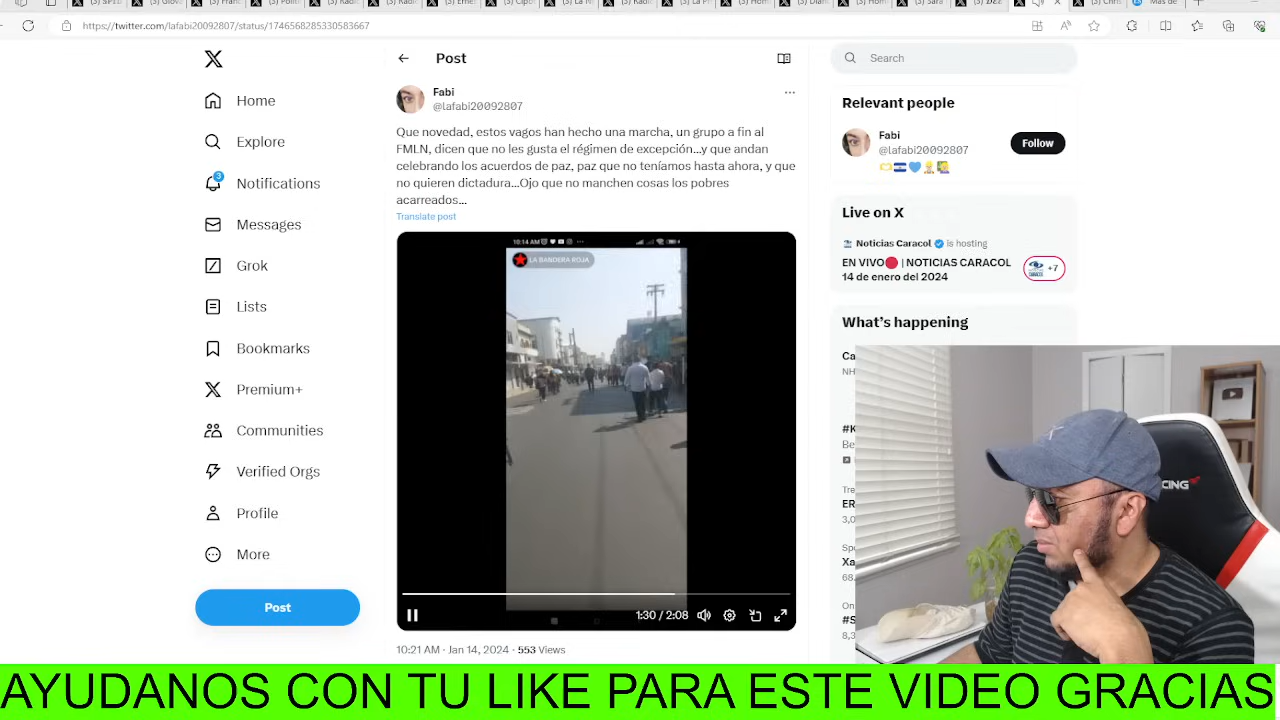 https://twitter.com/lafabi20092807/status/1746568285330583667
Home
Explore
3
Notifications
Messages
Grok
Lists
Bookmarks
Premium+
Communities
Verified Orgs
Profile
More
Post
Post
Fabi
@lafabi20092807
Que novedad, estos vagos han hecho una marcha, un grupo a fin al
FMLN, dicen que no les gusta el régimen de excepción...y que andan
celebrando los acuerdos de paz, paz que no teníamos hasta ahora, y que
no quieren dictadura...Ojo que no manchen cosas los pobres
acarreados...
Translate post
10:14 AM
LA BANDERA ROJA
1:30 / 2:08
10:21 AM · Jan 14, 2024 · 553 Views
Search
Relevant people
Fabi
@lafabi20092807
Follow
Live on X
Noticias Caracol is hosting
EN VIVO | NOTICIAS CARACOL
14 de enero del 2024
+7
What's happening
AYUDANOS CON TU LIKE PARA ESTE VIDEO GRACIAS